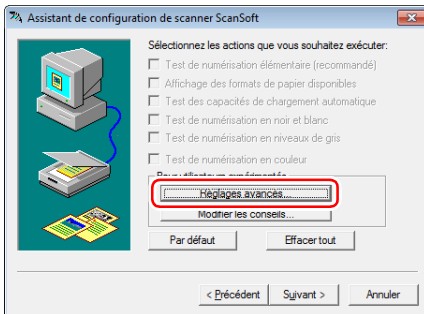 Assistant de configuration de scanner ScanSoft
Sélectionnez les actions que vous souhaitez exécuter:
Test de numérisation élémentaire (recommandé)
Affichage des formats de papier disponibles
Test des capacités de chargement automatique
Test de numérisation en noir et blanc
Test de numérisation en niveaux de gris
Test de numérisation en couleur
Pour utilisateurs expérimentés
Réglages avancés...
Modifier les conseils...
Par défaut
Effacer tout
< Précédent
Suivant >
Annuler